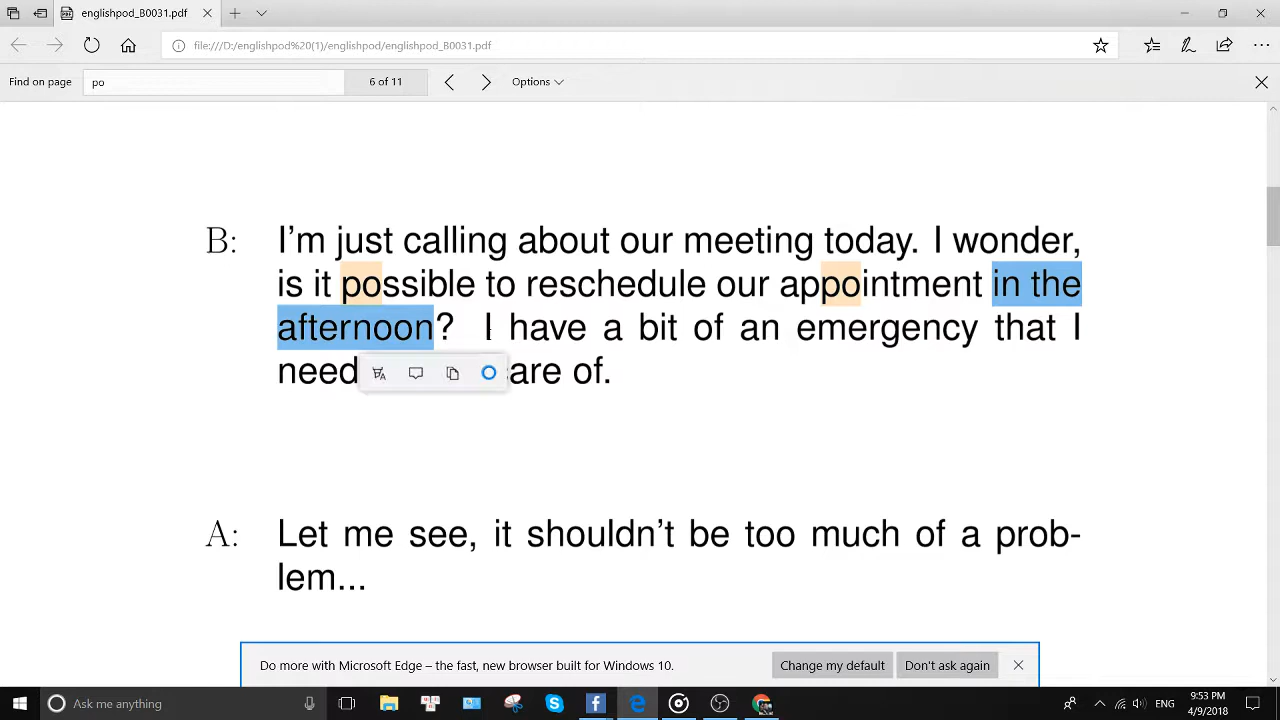 englishpod_B0031.pdf
file:///D:/englishpod%20(1)/englishpod/englishpod_B0031.pdf
Find on page po 6 of 11 Options
B: I'm just calling about our meeting today. I wonder,
is it possible to reschedule our appointment in the
afternoon? I have a bit of an emergency that I
need are of.
A: Let me see, it shouldn't be too much of a prob-
lem...
Do more with Microsoft Edge – the fast, new browser built for Windows 10. Change my default Don't ask again
Ask me anything ENG 9:53 PM
4/9/2018